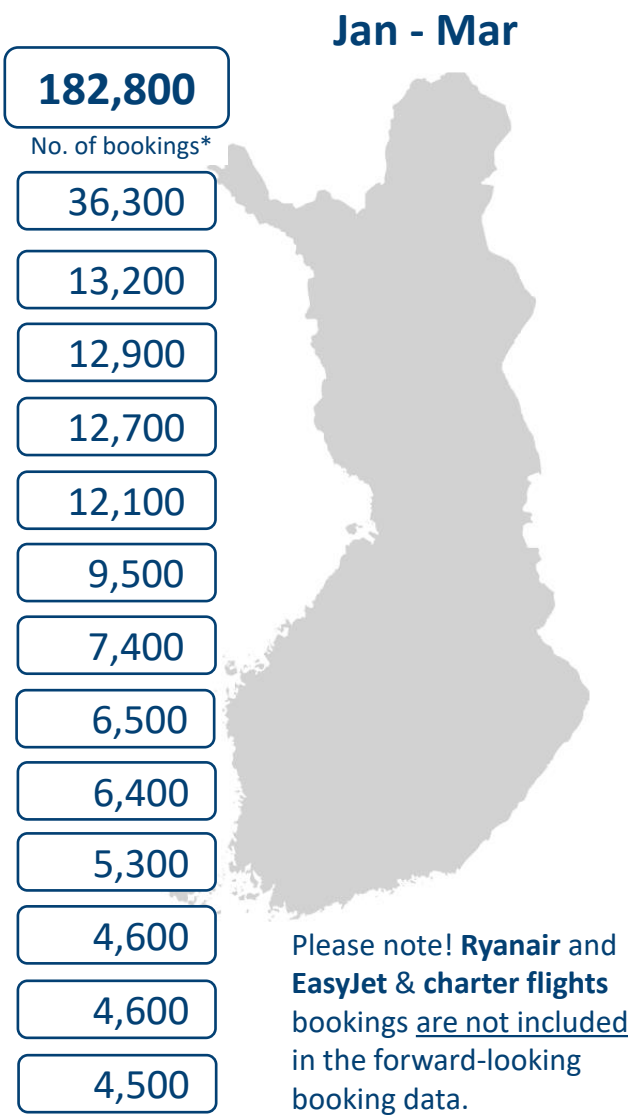 Jan - Mar
182,800
No. of bookings*
36,300
13,200
12,900
12,700
12,100
9,500
7,400
6,500
6,400
5,300
4,600
4,600
4,500
Please note! Ryanair and
EasyJet & charter flights
bookings are not included
in the forward-looking
booking data.